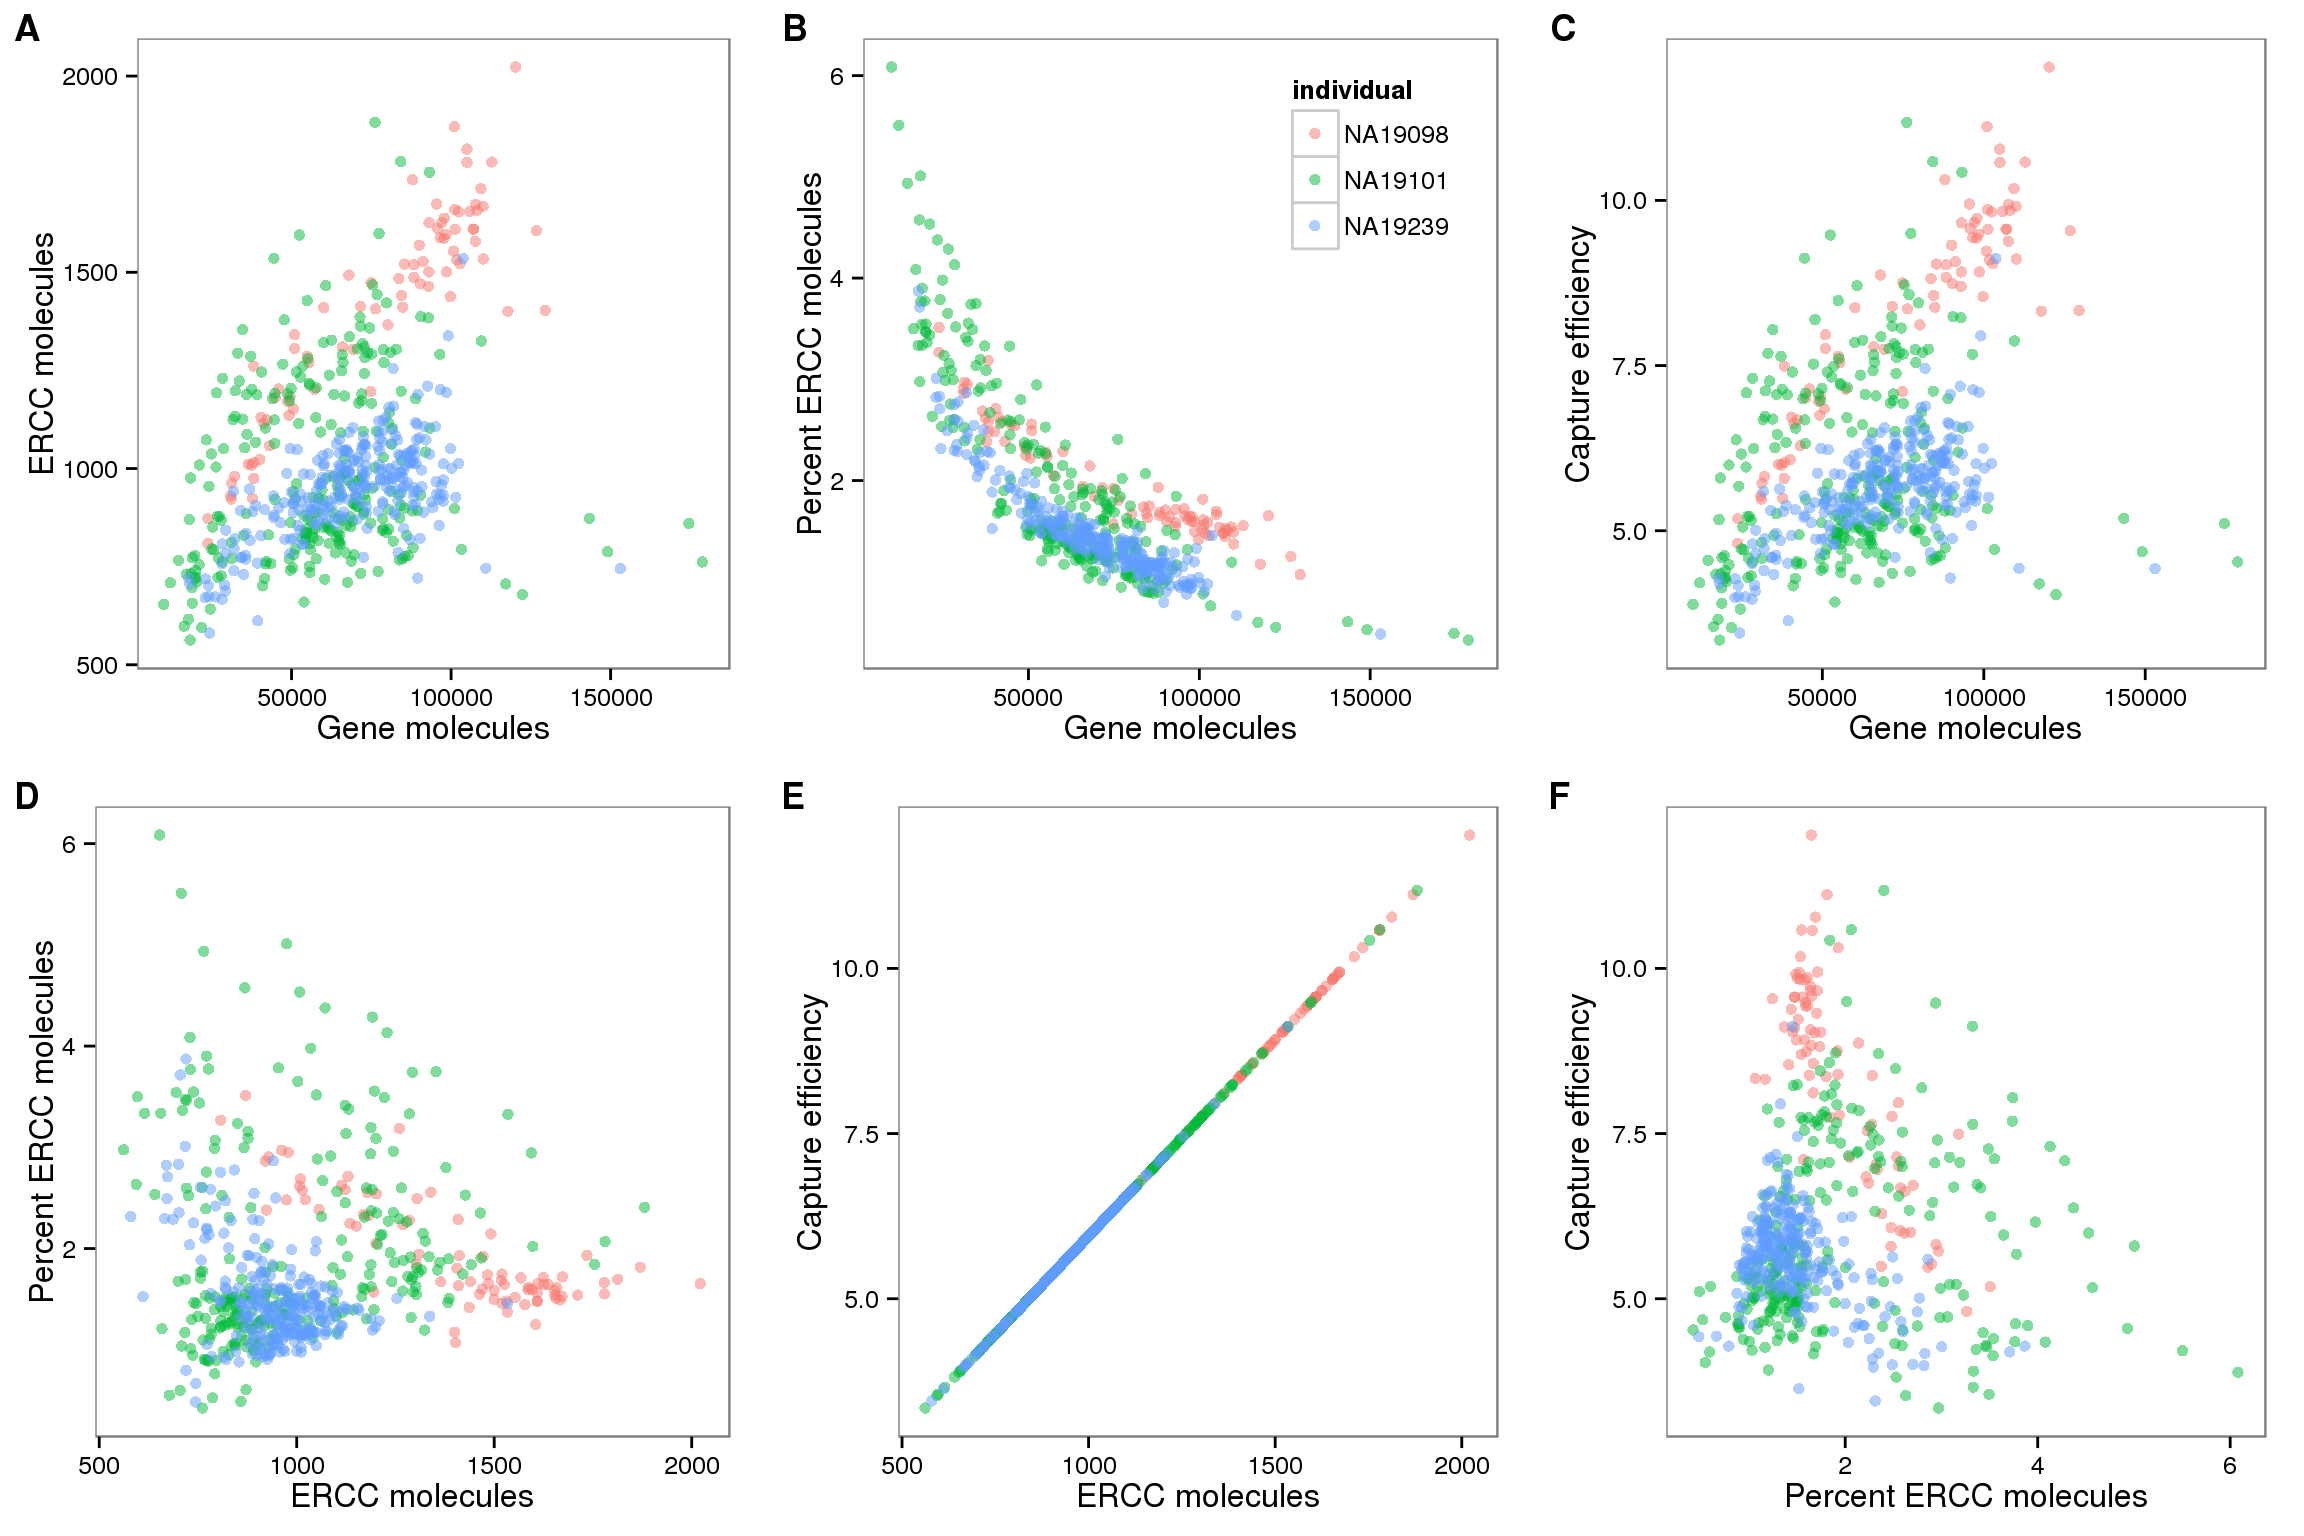 A
2000
1500
1000
500
ERCC molecules
50000 100000 150000
Gene molecules
B
6
4
2
Percent ERCC molecules
individual
NA19098
NA19101
NA19239
50000 100000 150000
Gene molecules
C
10.0
7.5
5.0
Capture efficiency
50000 100000 150000
Gene molecules
D
6
4
2
Percent ERCC molecules
500 1000 1500 2000
ERCC molecules
E
10.0
7.5
5.0
Capture efficiency
500 1000 1500 2000
ERCC molecules
F
10.0
7.5
5.0
Capture efficiency
2 4 6
Percent ERCC molecules